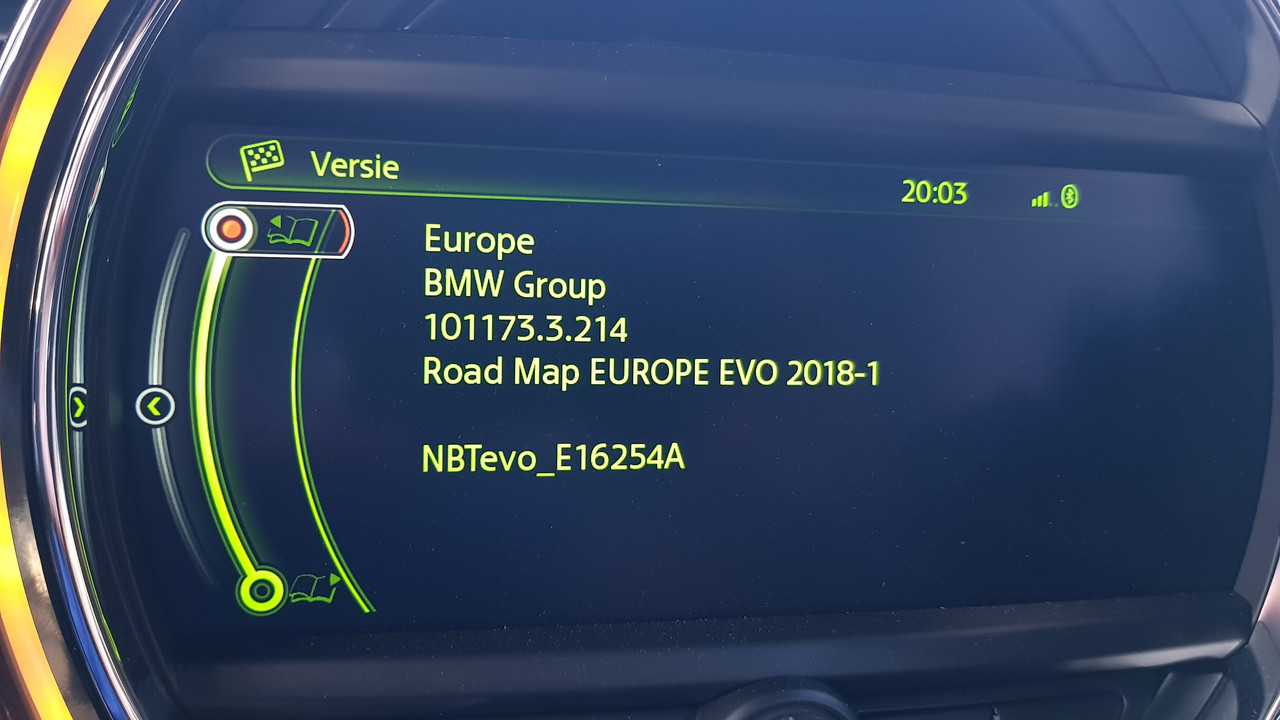 Versie
20:03
Europe
BMW Group
101173.3.214
Road Map EUROPE EVO 2018-1
NBTevo_E16254A